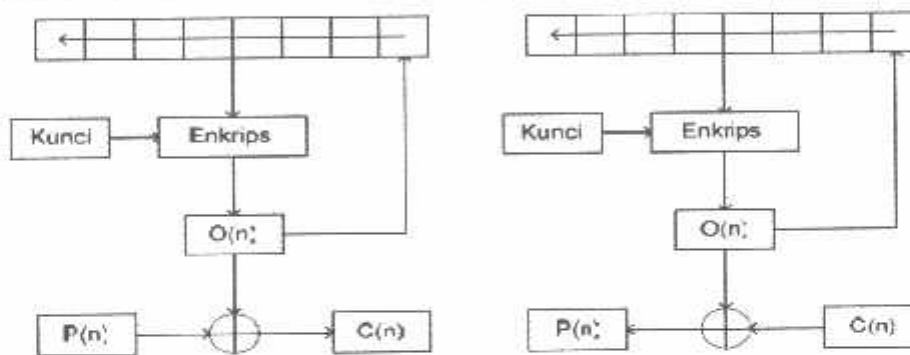 Kunci
Enkrips
O(n)
P(n)
C(n)
Kunci
Enkrips
O(n)
P(n)
C(n)